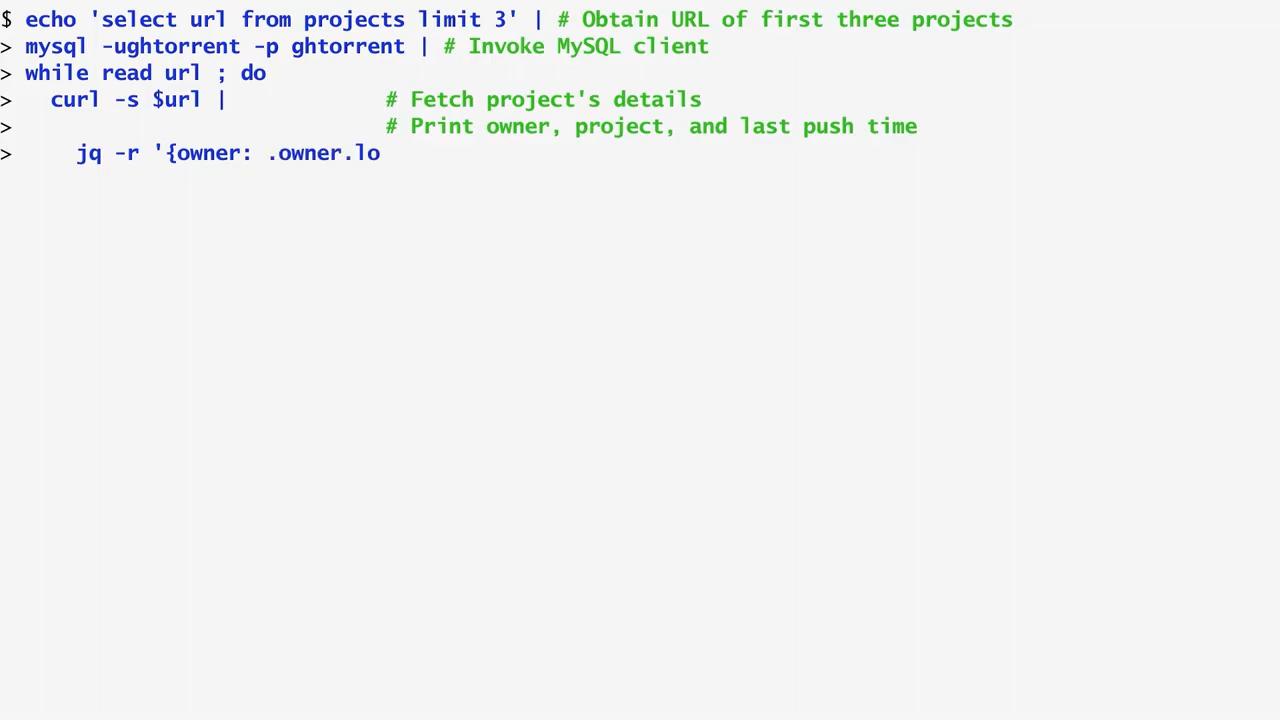 $ echo 'select url from projects limit 3' | # Obtain URL of first three projects
> mysql -ughtorrent -p ghtorrent | # Invoke MySQL client
> while read url ; do
>   curl -s $url |             # Fetch project's details
>                              # Print owner, project, and last push time
>     jq -r '{owner: .owner.lo